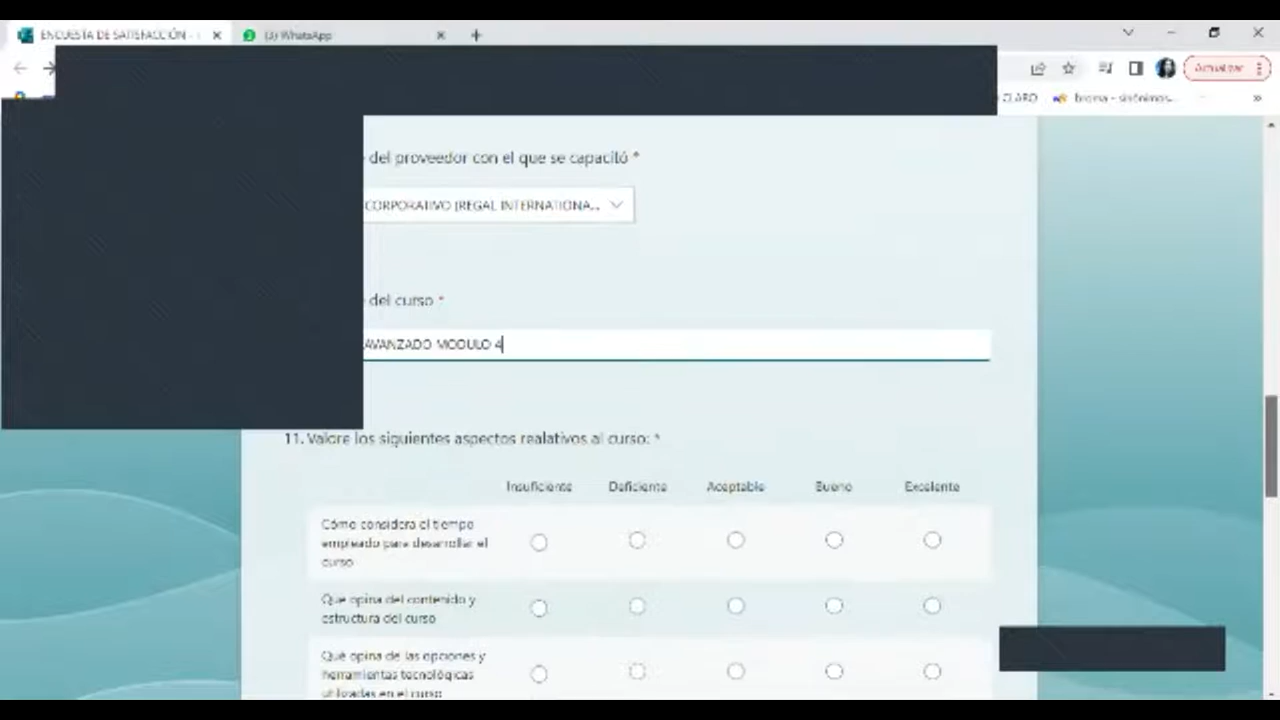 ENCUESTA DE SATISFACCIÓN -
(3) WhatsApp
Actualizar
CLARO
broma - sinónimos...
del proveedor con el que se capacitó *
CORPORATIVO (REGAL INTERNATIONA...
del curso *
AVANZADO MODULO 4
11. Valore los siguientes aspectos realativos al curso: *
Insuficiente Deficiente Aceptable Bueno Excelente
Cómo considera el tiempo
empleado para desarrollar el
curso
Que opina del contenido y
estructura del curso
Qué opina de las opciones y
herramientas tecnológicas
utilizadas en el curso